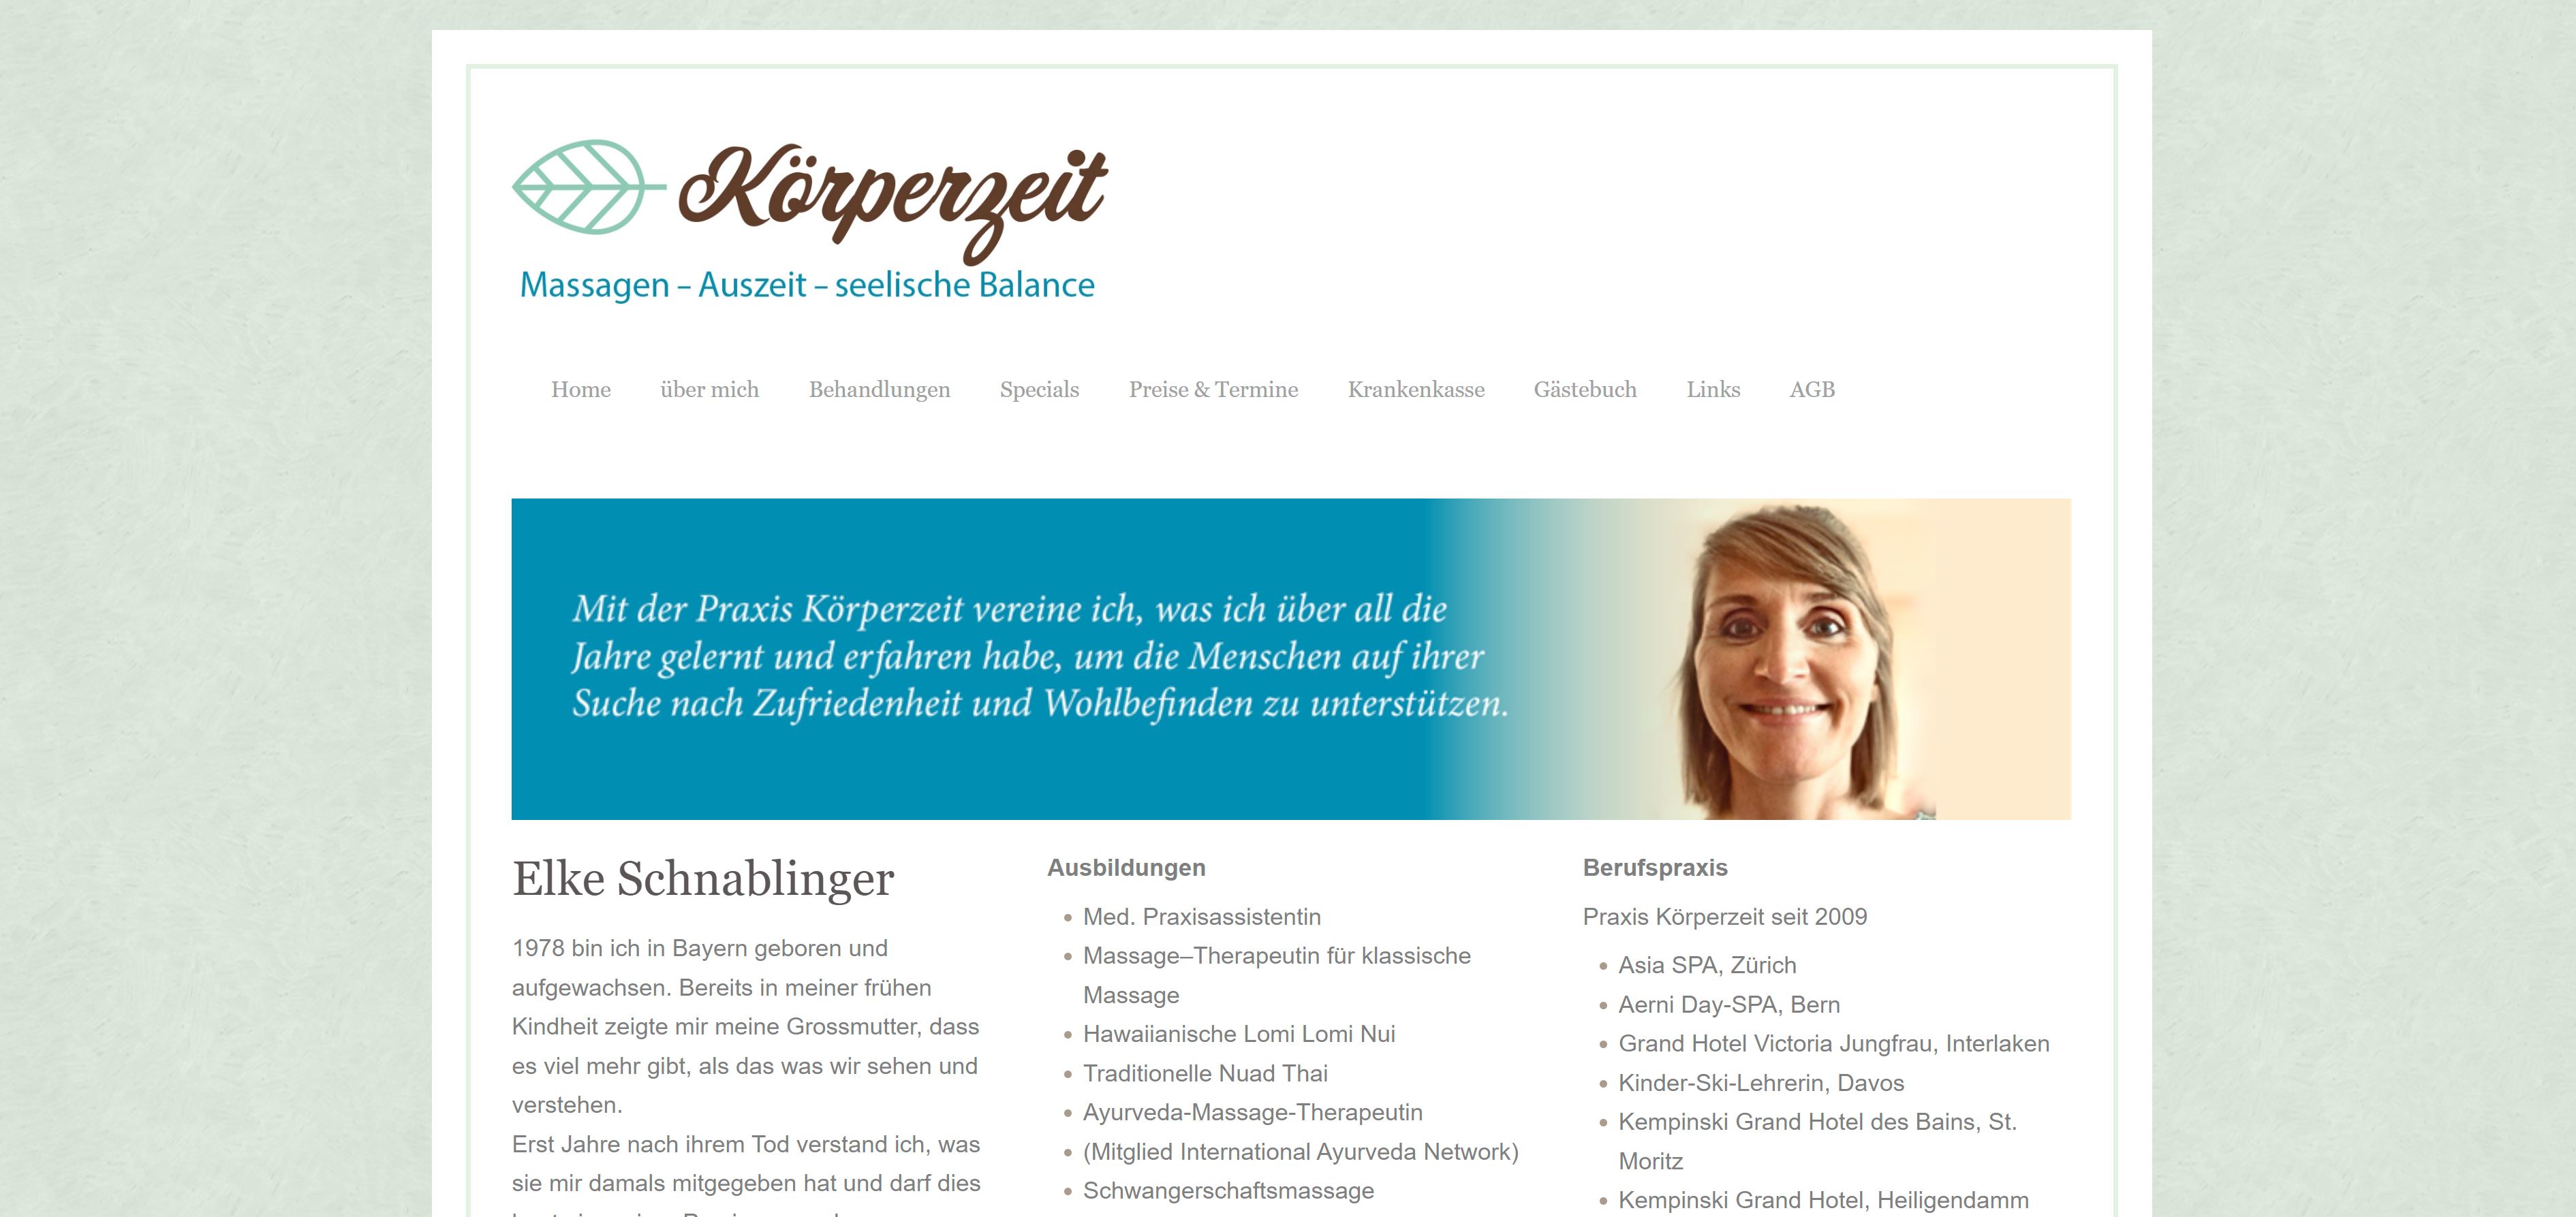 Körperzeit
Massagen – Auszeit – seelische Balance
Home über mich Behandlungen Specials Preise & Termine Krankenkasse Gästebuch Links AGB
Mit der Praxis Körperzeit vereine ich, was ich über all die
Jahre gelernt und erfahren habe, um die Menschen auf ihrer
Suche nach Zufriedenheit und Wohlbefinden zu unterstützen.
Elke Schnablinger
1978 bin ich in Bayern geboren und
aufgewachsen. Bereits in meiner frühen
Kindheit zeigte mir meine Grossmutter, dass
es viel mehr gibt, als das was wir sehen und
verstehen.
Erst Jahre nach ihrem Tod verstand ich, was
sie mir damals mitgegeben hat und darf dies
Ausbildungen
Med. Praxisassistentin
Massage–Therapeutin für klassische
Massage
Hawaiianische Lomi Lomi Nui
Traditionelle Nuad Thai
Ayurveda-Massage-Therapeutin
(Mitglied International Ayurveda Network)
Schwangerschaftsmassage
Berufspraxis
Praxis Körperzeit seit 2009
Asia SPA, Zürich
Aerni Day-SPA, Bern
Grand Hotel Victoria Jungfrau, Interlaken
Kinder-Ski-Lehrerin, Davos
Kempinski Grand Hotel des Bains, St.
Moritz
Kempinski Grand Hotel, Heiligendamm